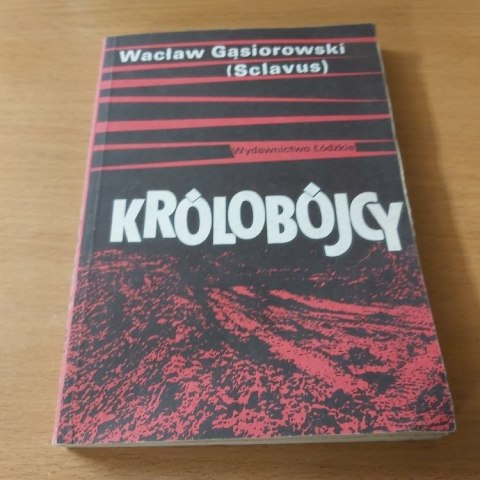 Wacław Gąsiorowski
(Sclavus)
Wydawnictwo Łódzkie
KRÓLOBÓJCY